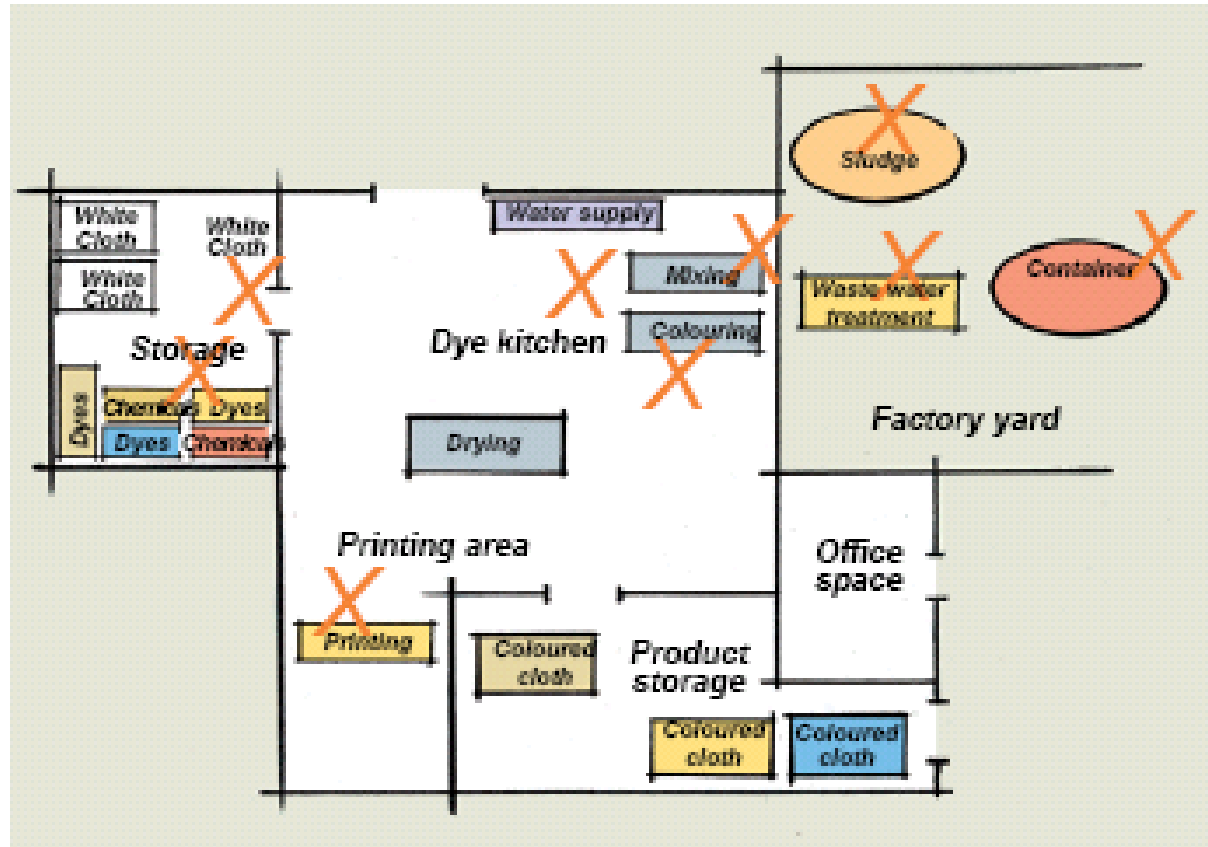 Sludge
White
Cloth
White
Cloth
Water supply
White
Cloth
Mixing
Container
Waste water
treatment
Colouring
Storage
Dye kitchen
Dyes
Chemicals
Dyes
Dyes
Chemicals
Factory yard
Drying
Printing area
Office
space
Printing
Coloured
cloth
Product
storage
Coloured
cloth
Coloured
cloth